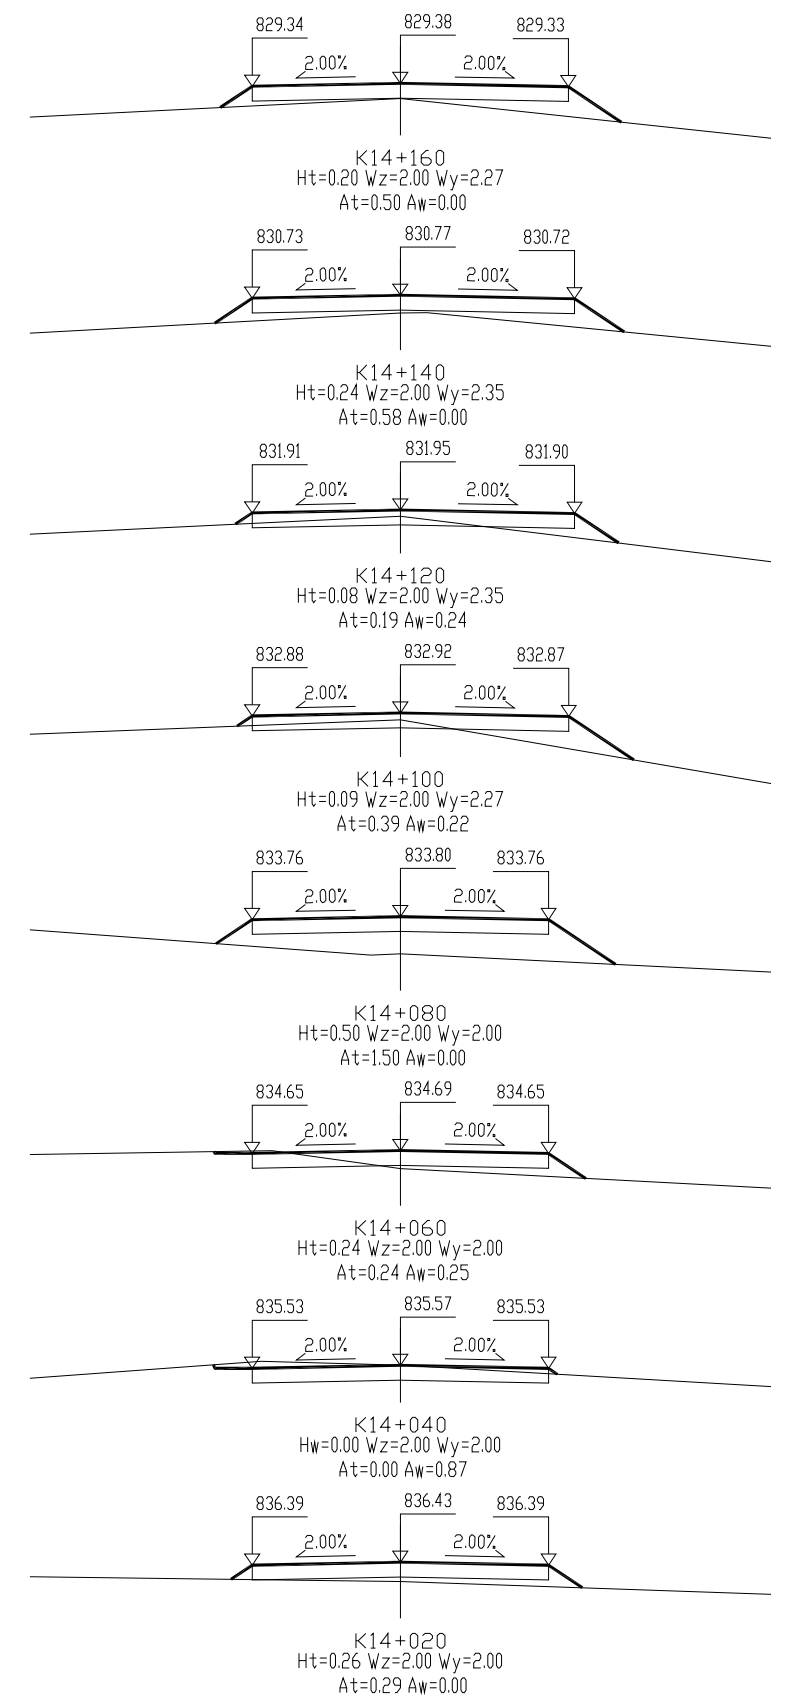 829.34 829.38 829.33
2.00% 2.00%
K14+160
Ht=0.20 Wz=2.00 Wy=2.27
At=0.50 Aw=0.00
830.73 830.77 830.72
2.00% 2.00%
K14+140
Ht=0.24 Wz=2.00 Wy=2.35
At=0.58 Aw=0.00
831.91 831.95 831.90
2.00% 2.00%
K14+120
Ht=0.08 Wz=2.00 Wy=2.35
At=0.19 Aw=0.24
832.88 832.92 832.87
2.00% 2.00%
K14+100
Ht=0.09 Wz=2.00 Wy=2.27
At=0.39 Aw=0.22
833.76 833.80 833.76
2.00% 2.00%
K14+080
Ht=0.50 Wz=2.00 Wy=2.00
At=1.50 Aw=0.00
834.65 834.69 834.65
2.00% 2.00%
K14+060
Ht=0.24 Wz=2.00 Wy=2.00
At=0.24 Aw=0.25
835.53 835.57 835.53
2.00% 2.00%
K14+040
Hw=0.00 Wz=2.00 Wy=2.00
At=0.00 Aw=0.87
836.39 836.43 836.39
2.00% 2.00%
K14+020
Ht=0.26 Wz=2.00 Wy=2.00
At=0.29 Aw=0.00